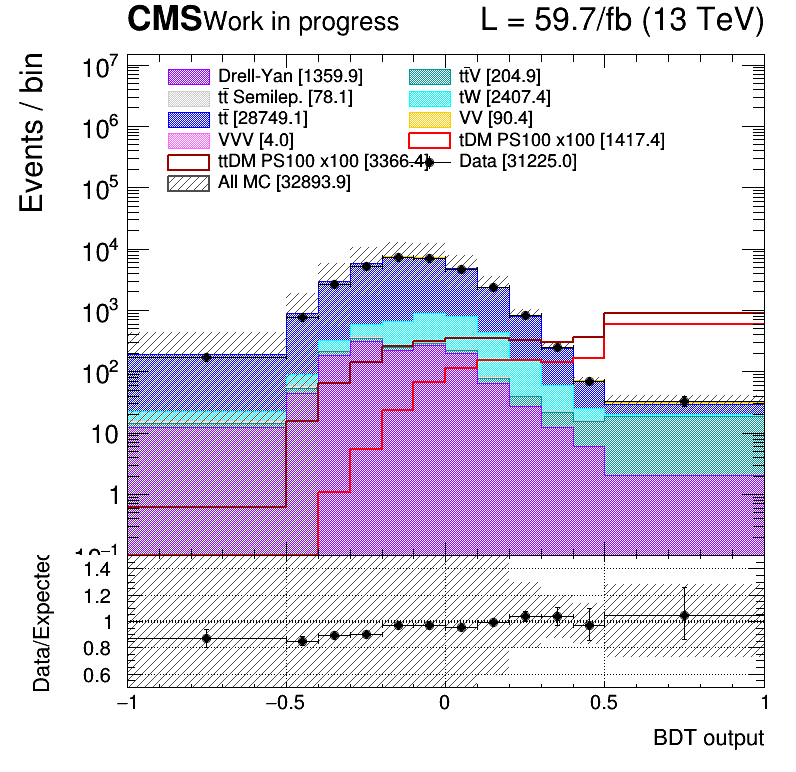 CMS Work in progress L = 59.7/fb (13 TeV)
Events / bin
Drell-Yan [1359.9] tt̄V [204.9]
tt̄ Semilep. [78.1] tW [2407.4]
tt̄ [28749.1] VV [90.4]
VVV [4.0] tDM PS100 x100 [1417.4]
ttDM PS100 x100 [3366.4] Data [31225.0]
All MC [32893.9]
10⁷
10⁶
10⁵
10⁴
10³
10²
10
1
10⁻¹
Data/Expected
1.4
1.2
1
0.8
0.6
−1 −0.5 0 0.5 1
BDT output